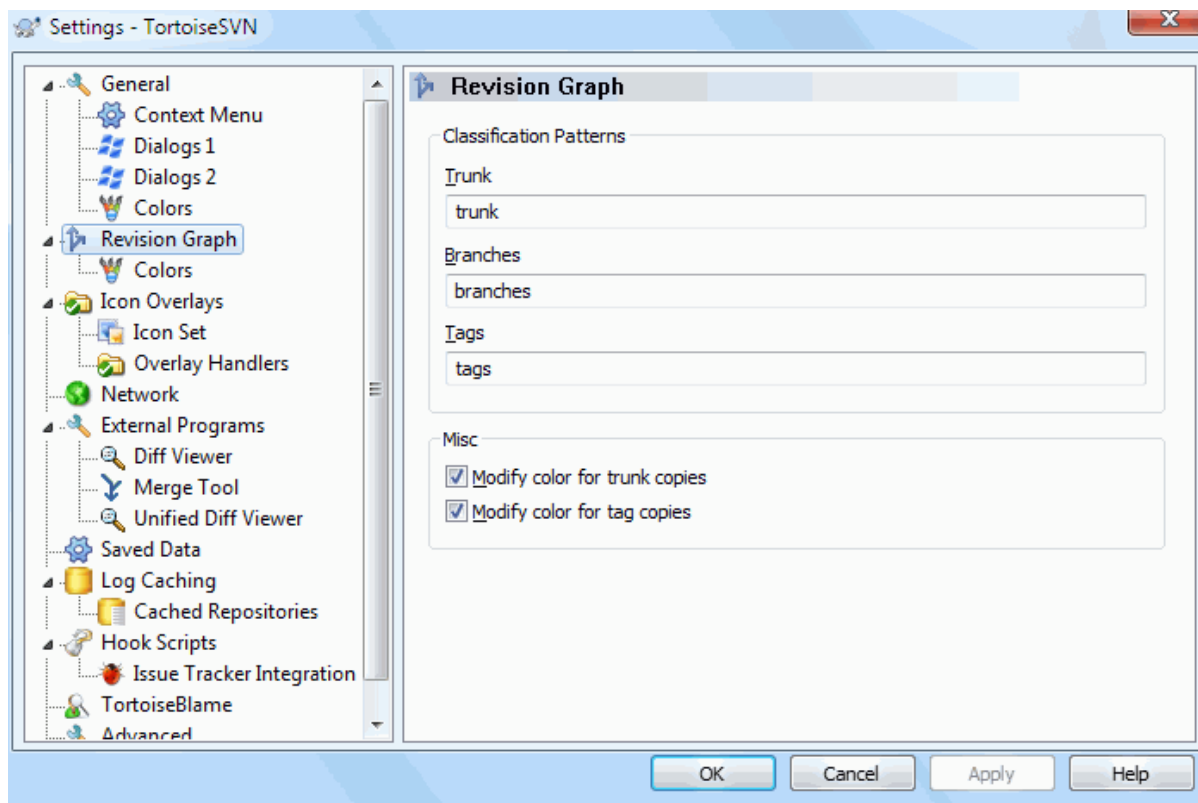 Settings - TortoiseSVN
General
Context Menu
Dialogs 1
Dialogs 2
Colors
Revision Graph
Colors
Icon Overlays
Icon Set
Overlay Handlers
Network
External Programs
Diff Viewer
Merge Tool
Unified Diff Viewer
Saved Data
Log Caching
Cached Repositories
Hook Scripts
Issue Tracker Integration
TortoiseBlame
Advanced
Revision Graph
Classification Patterns
Trunk
trunk
Branches
branches
Tags
tags
Misc
Modify color for trunk copies
Modify color for tag copies
OK
Cancel
Apply
Help